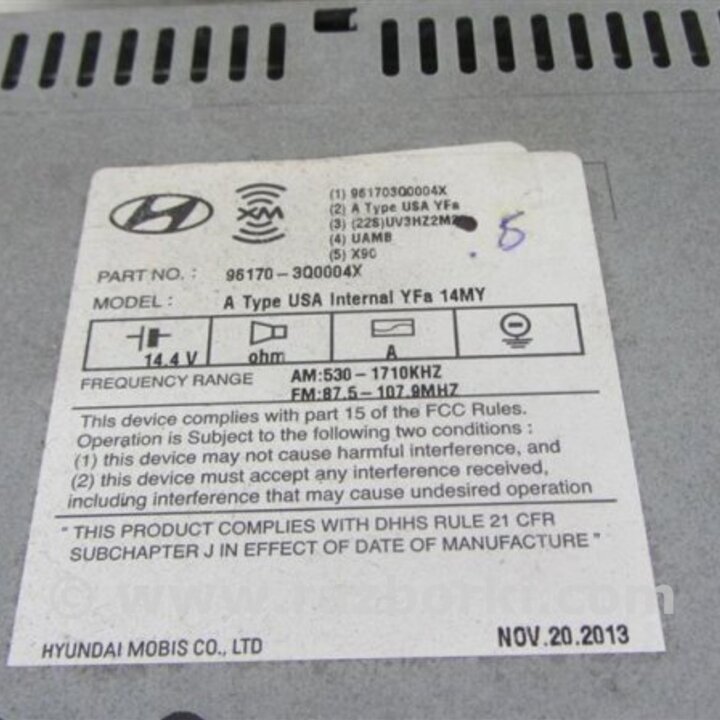 XM
(1) 961703Q0004X
(2) A Type USA YFa
(3) (22S)UV3HZ2M2
(4) UAMB
(5) X90
5
PART NO. : 96170-3Q0004X
MODEL : A Type USA Internal YFa 14MY
14.4 V
ohm
A
FREQUENCY RANGE AM:530-1710KHZ
FM:87.5-107.9MHZ
This device complies with part 15 of the FCC Rules.
Operation is Subject to the following two conditions :
(1) this device may not cause harmful interference, and
(2) this device must accept any interference received,
including interference that may cause undesired operation
" THIS PRODUCT COMPLIES WITH DHHS RULE 21 CFR
SUBCHAPTER J IN EFFECT OF DATE OF MANUFACTURE "
© www.razborki.com
HYUNDAI MOBIS CO., LTD
NOV.20.2013